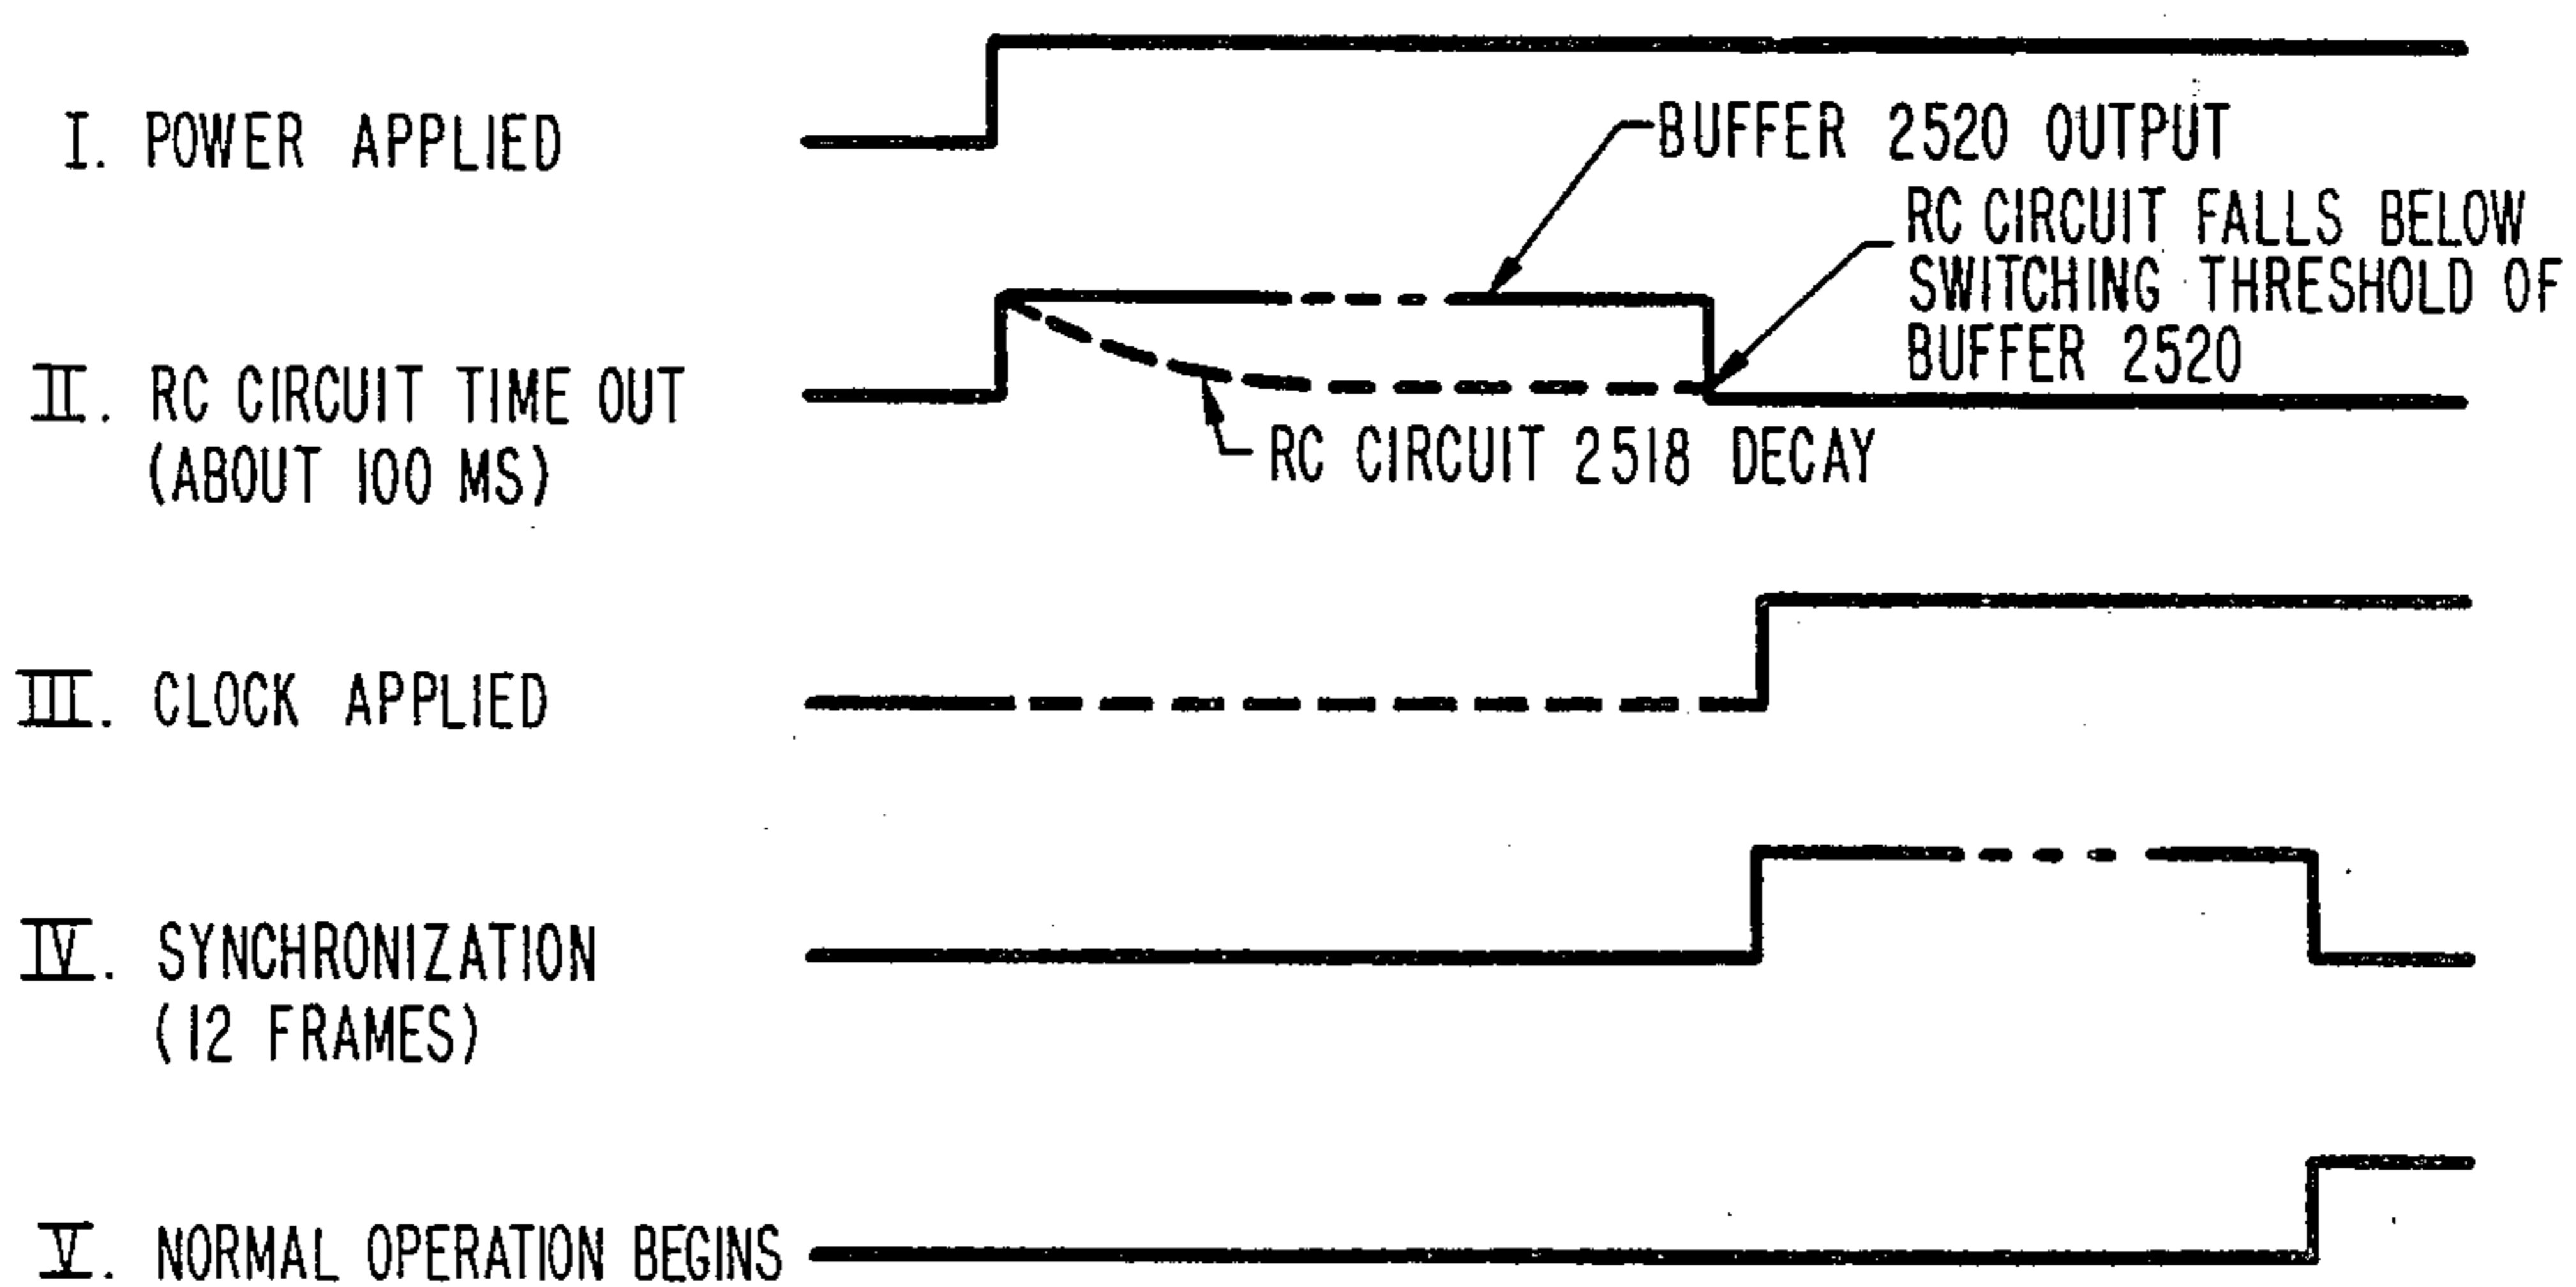 I. POWER APPLIED
BUFFER 2520 OUTPUT
RC CIRCUIT FALLS BELOW
SWITCHING THRESHOLD OF
BUFFER 2520
II. RC CIRCUIT TIME OUT
(ABOUT 100 MS)
RC CIRCUIT 2518 DECAY
III. CLOCK APPLIED
IV. SYNCHRONIZATION
(12 FRAMES)
V. NORMAL OPERATION BEGINS